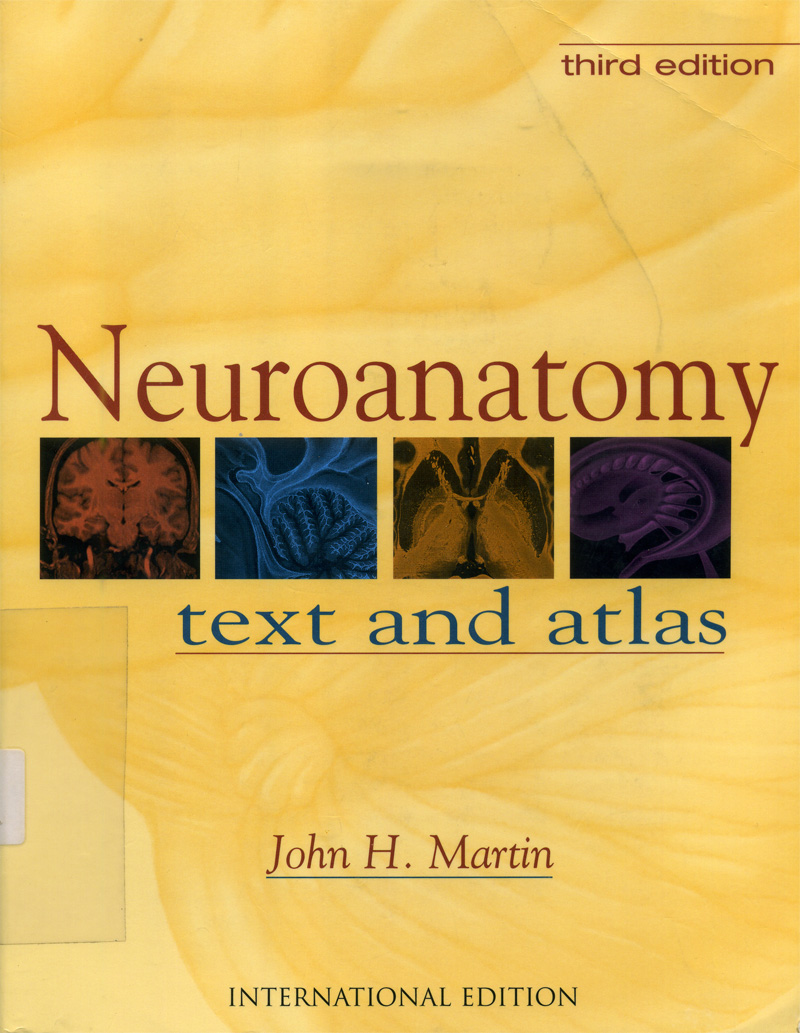 third edition
Neuroanatomy
text and atlas
John H. Martin
INTERNATIONAL EDITION